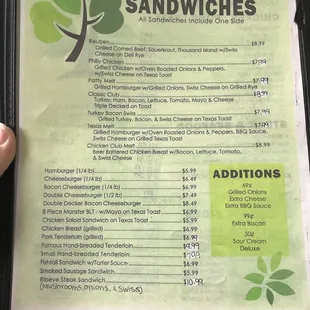 SANDWICHES
All Sandwiches Include One Side
Reuben $8.99
Grilled Corned Beef, Sauerkraut, Thousand Island w/Swiss
Cheese on Deli Rye
Philly Chicken $7.99
Grilled Chicken w/Oven Roasted Onions & Peppers,
w/Swiss Cheese on Texas Toast
Patty Melt $7.99
Grilled Hamburger w/Grilled Onions, Swiss Cheese on Grilled Rye
Classic Club $8.99
Turkey, Ham, Bacon, Lettuce, Tomato, Mayo & Cheese
Triple Decked on Toast
Turkey Bacon Swiss $7.99
Grilled Turkey, Bacon, & Swiss Cheese on Texas Toast
Texas Melt $7.99
Grilled Hamburger w/Oven Roasted Onions & Peppers, BBQ Sauce,
Swiss Cheese on Texas Toast
Chicken Club Melt $8.99
Beer Battered Chicken Breast w/Bacon, Lettuce, Tomato,
& Swiss Cheese
Hamburger (1/4 lb) $5.99
Cheeseburger (1/4 lb) $6.49
Bacon Cheeseburger (1/4 lb) $6.99
Double Cheeseburger (1/2 lb) $7.49
Double Decker Bacon Cheeseburger $8.49
8 Piece Monster BLT - w/Mayo on Texas Toast $6.99
Chicken Salad Sandwich on Texas Toast $5.99
Chicken Breast (grilled) $6.99
Pork Tenderloin (grilled) $6.99
Famous Hand-breaded Tenderloin $9.99
Small Hand-breaded Tenderloin
Fishtail Sandwich w/Tarter Sauce $6.99
Smoked Sausage Sandwich $5.99
Ribeye Steak Sandwich $10.99
(Mushrooms, onions, & swiss)
ADDITIONS
69¢
Grilled Onions
Extra Cheese
Extra BBQ Sauce
99¢
Extra Bacon
50¢
Sour Cream
Deluxe